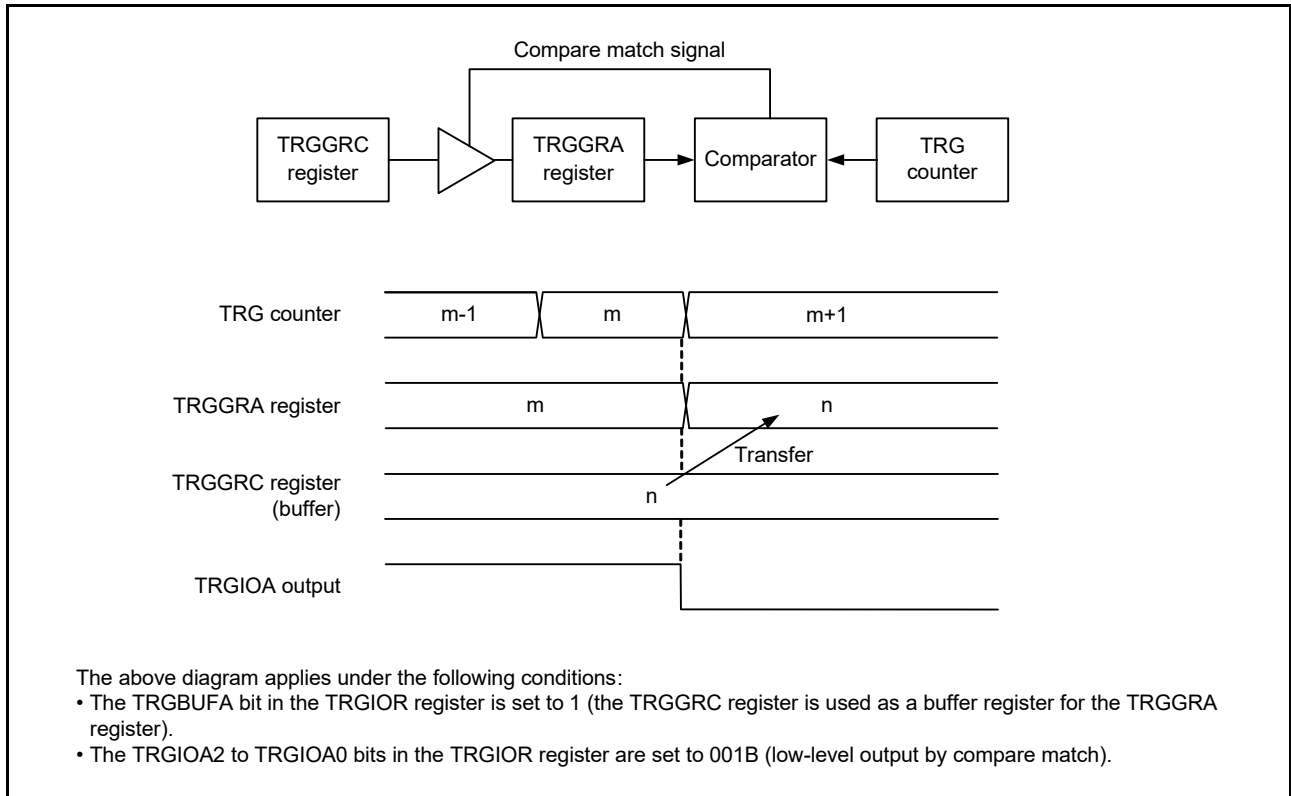 Compare match signal
TRGGRC
register
TRGGRA
register
Comparator
TRG
counter
TRG counter
m-1
m
m+1
TRGGRA register
m
n
Transfer
TRGGRC register
(buffer)
n
TRGIOA output
The above diagram applies under the following conditions:
• The TRGBUFA bit in the TRGIOR register is set to 1 (the TRGGRC register is used as a buffer register for the TRGGRA
register).
• The TRGIOA2 to TRGIOA0 bits in the TRGIOR register are set to 001B (low-level output by compare match).